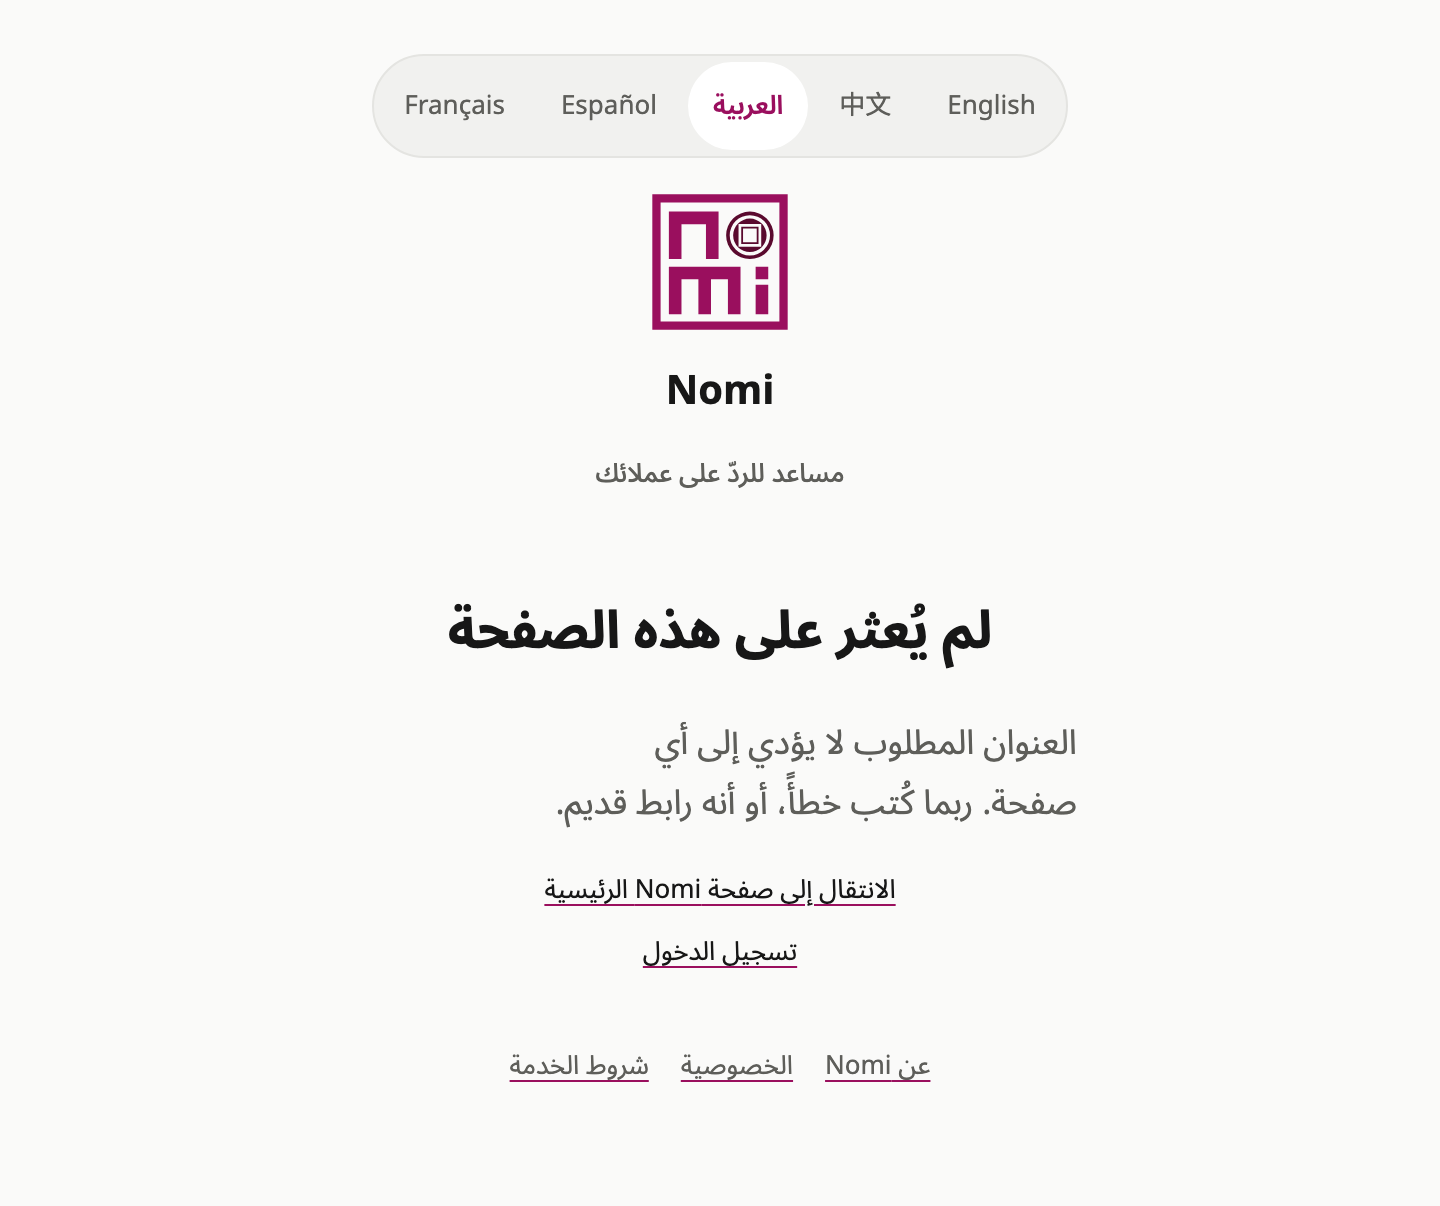 English
中文
العربية
Español
Français
nomi
Nomi
مساعد للردّ على عملائك
لم يُعثر على هذه الصفحة
العنوان المطلوب لا يؤدي إلى أي
صفحة. ربما كُتب خطأً، أو أنه رابط قديم.
الانتقال إلى صفحة Nomi الرئيسية
تسجيل الدخول
عن Nomi الخصوصية شروط الخدمة